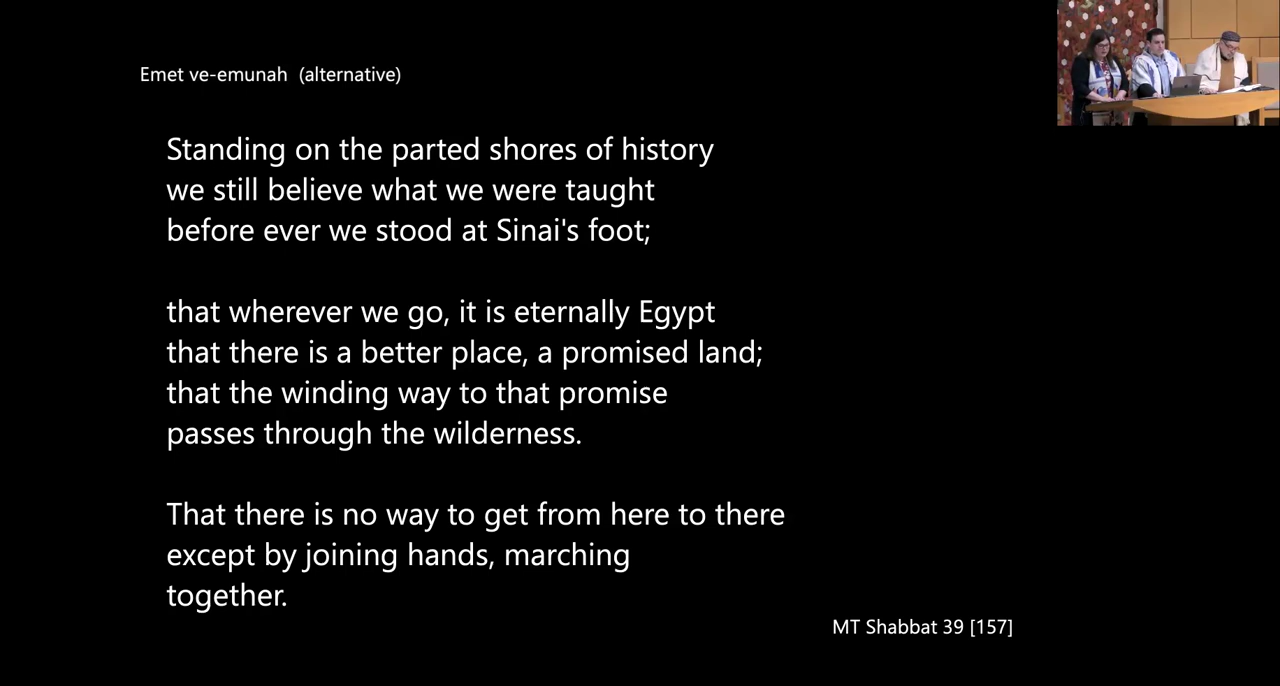 Emet ve-emunah (alternative)
Standing on the parted shores of history
we still believe what we were taught
before ever we stood at Sinai's foot;
that wherever we go, it is eternally Egypt
that there is a better place, a promised land;
that the winding way to that promise
passes through the wilderness.
That there is no way to get from here to there
except by joining hands, marching
together.
MT Shabbat 39 [157]